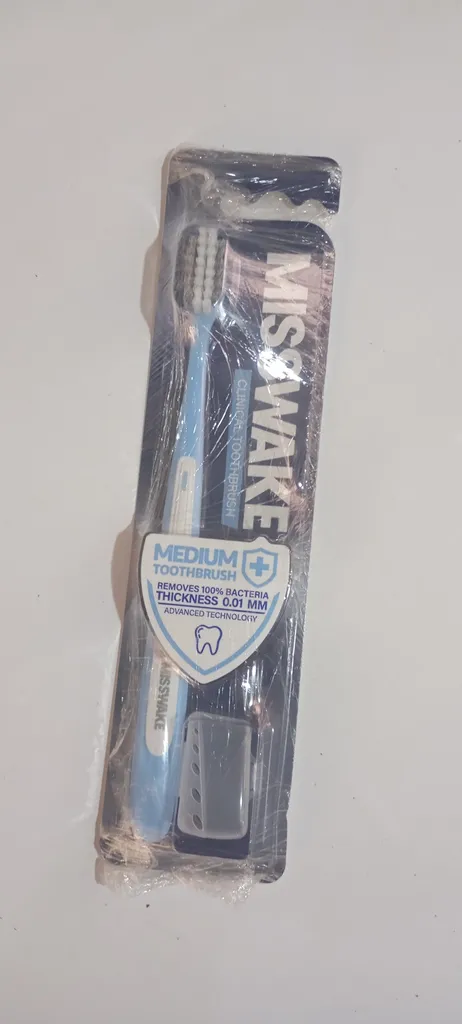 MISSWAKE
CLINICAL TOOTHBRUSH
MEDIUM
TOOTHBRUSH
REMOVES 100% BACTERIA
THICKNESS 0.01 MM
ADVANCED TECHNOLOGY
MISSWAKE